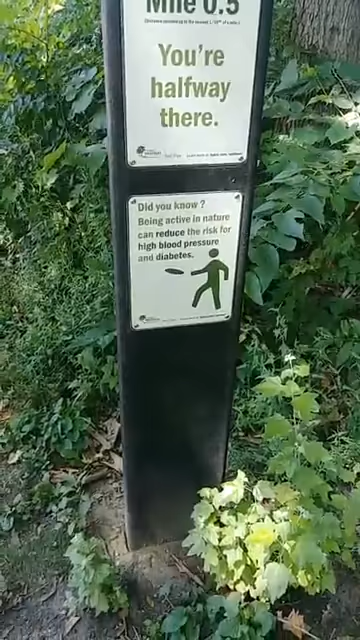 Mile 0.5
You're
halfway
there.
Did you know ?
Being active in nature
can reduce the risk for
high blood pressure
and diabetes.